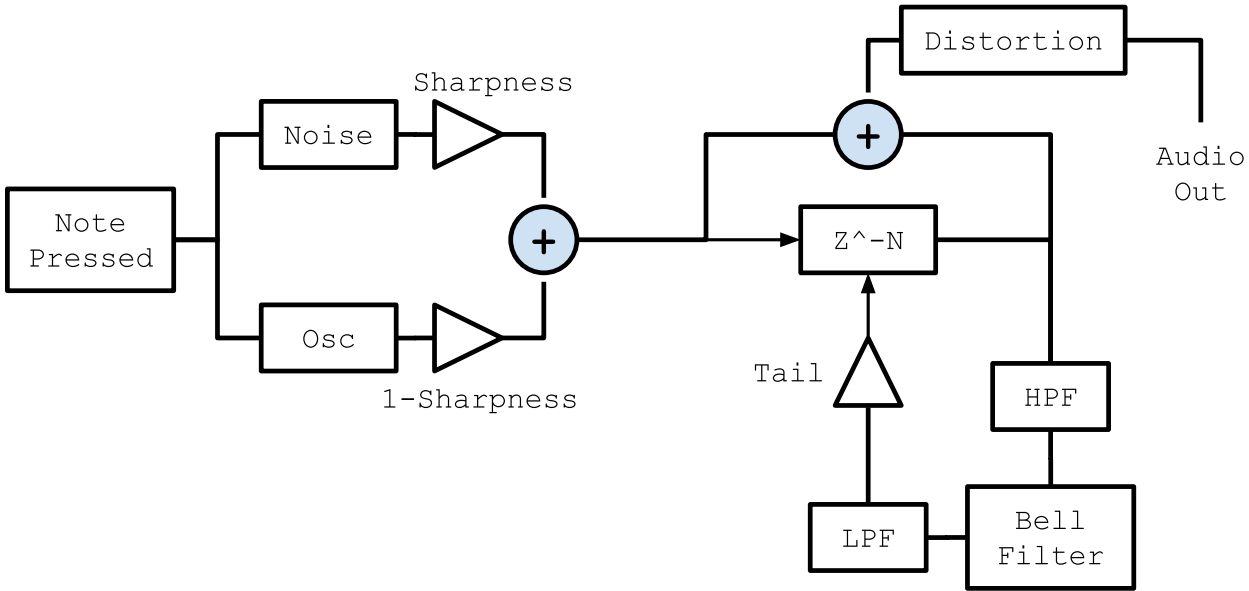 Distortion
Sharpness
Noise
+
Audio
Out
Note
Pressed
+
Z^-N
Osc
Tail
1-Sharpness
HPF
LPF
Bell
Filter